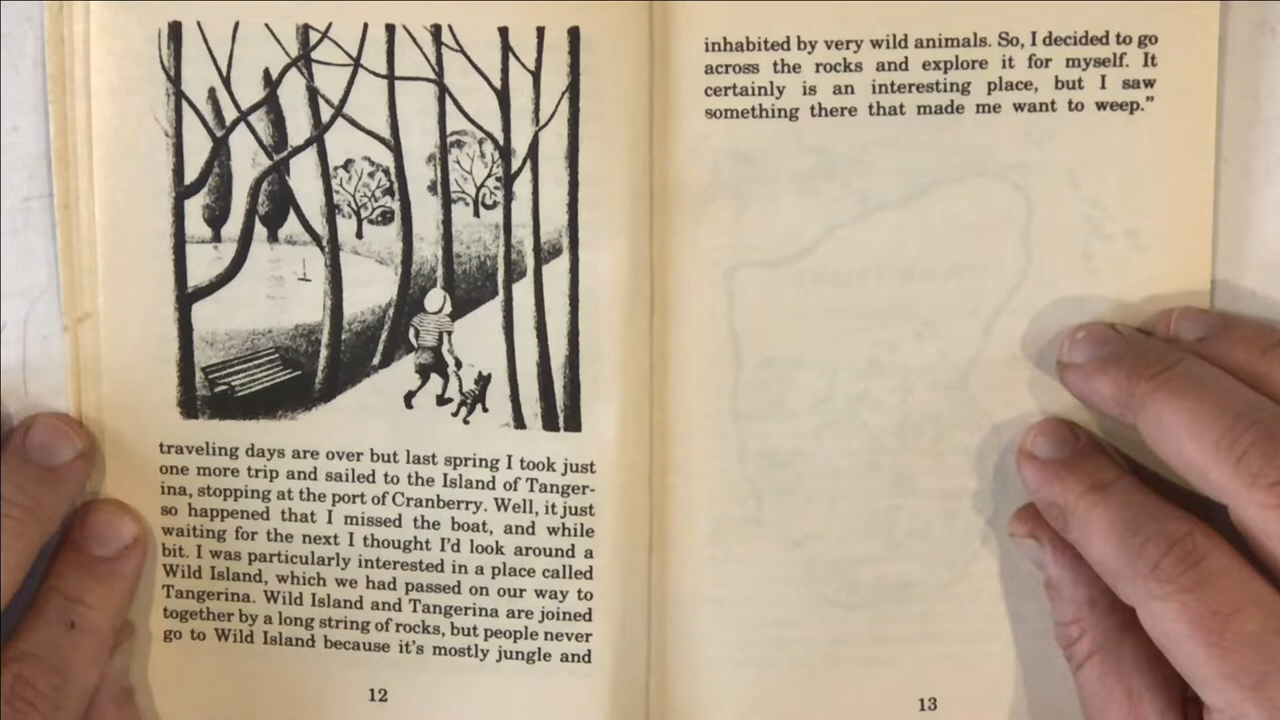 traveling days are over but last spring I took just
one more trip and sailed to the Island of Tanger-
ina, stopping at the port of Cranberry. Well, it just
so happened that I missed the boat, and while
waiting for the next I thought I'd look around a
bit. I was particularly interested in a place called
Wild Island, which we had passed on our way to
Tangerina. Wild Island and Tangerina are joined
together by a long string of rocks, but people never
go to Wild Island because it's mostly jungle and
12
inhabited by very wild animals. So, I decided to go
across the rocks and explore it for myself. It
certainly is an interesting place, but I saw
something there that made me want to weep."
13